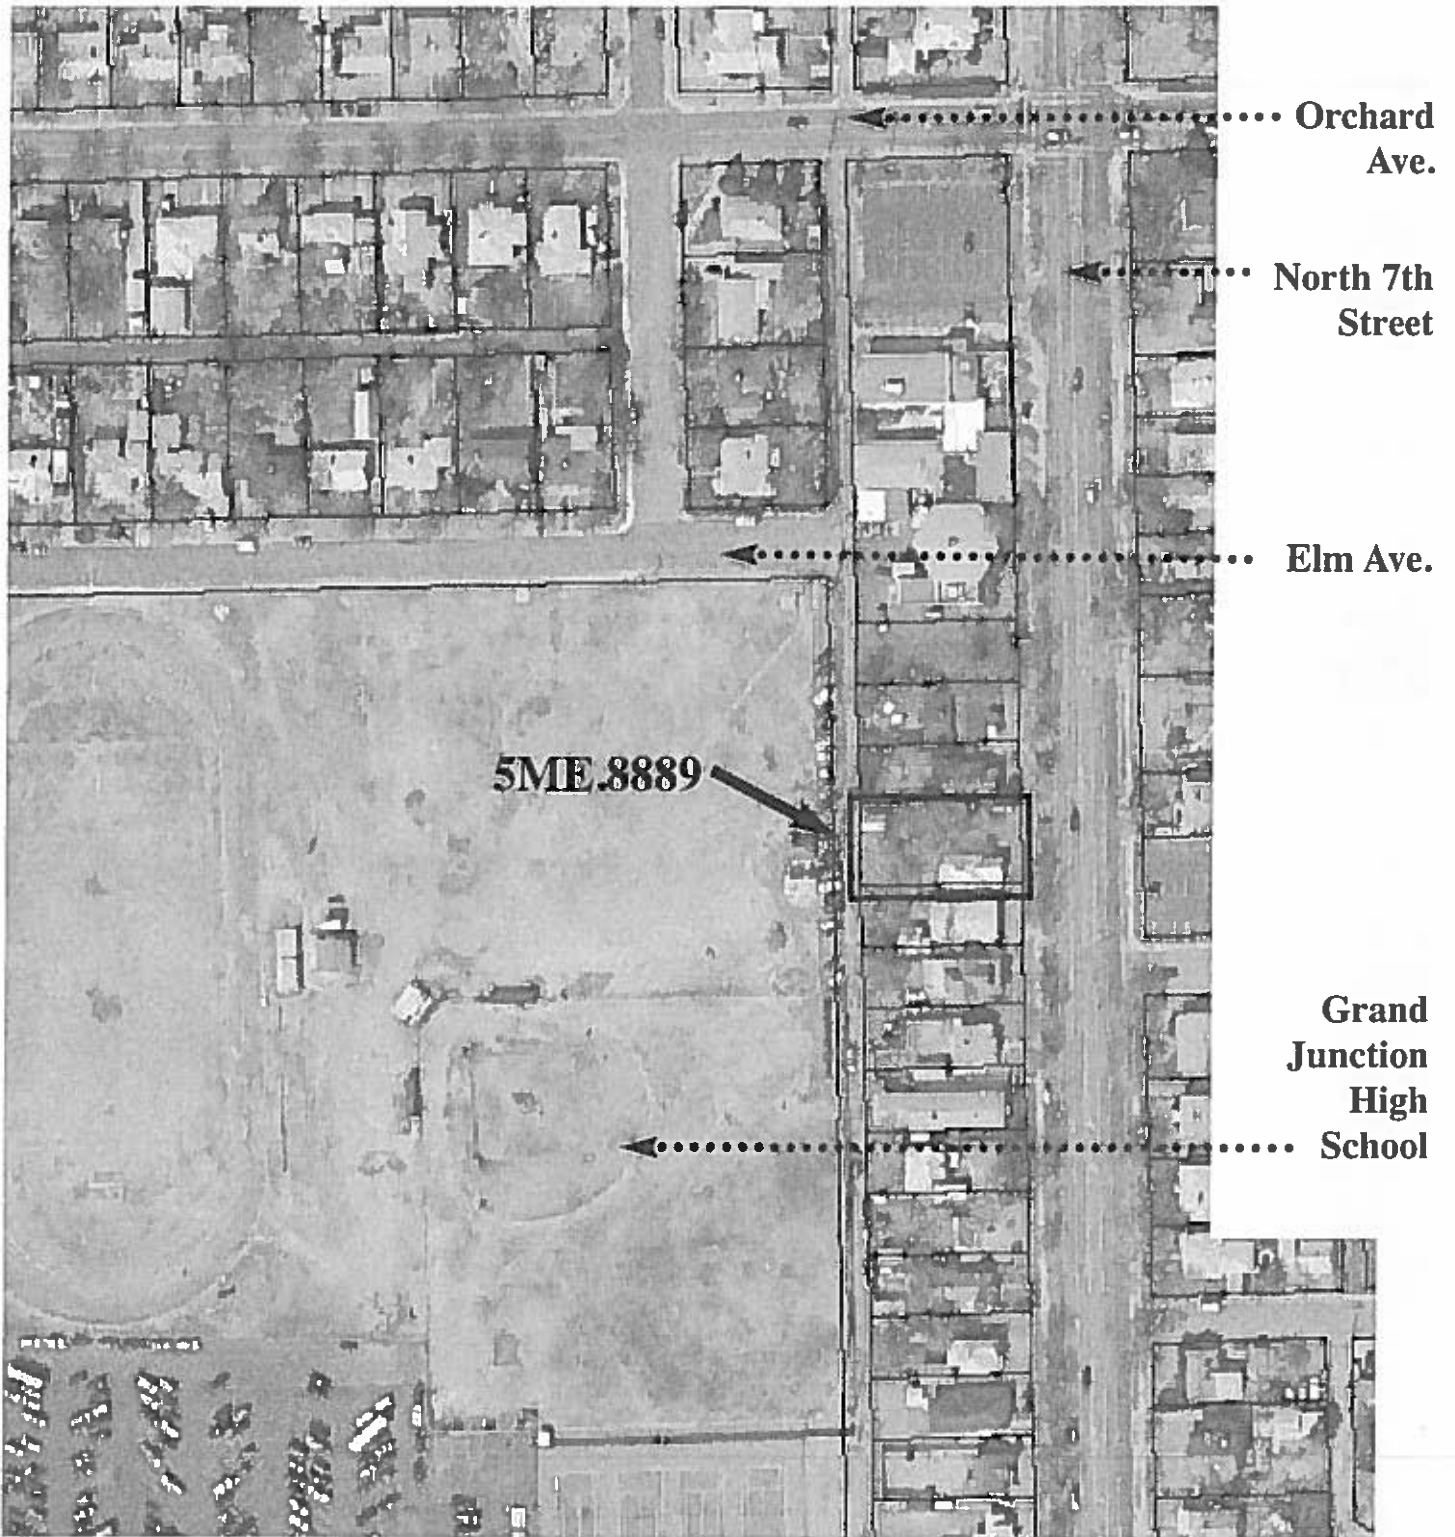 Orchard
Ave.
North 7th
Street
Elm Ave.
5ME.8889
Grand
Junction
High
School